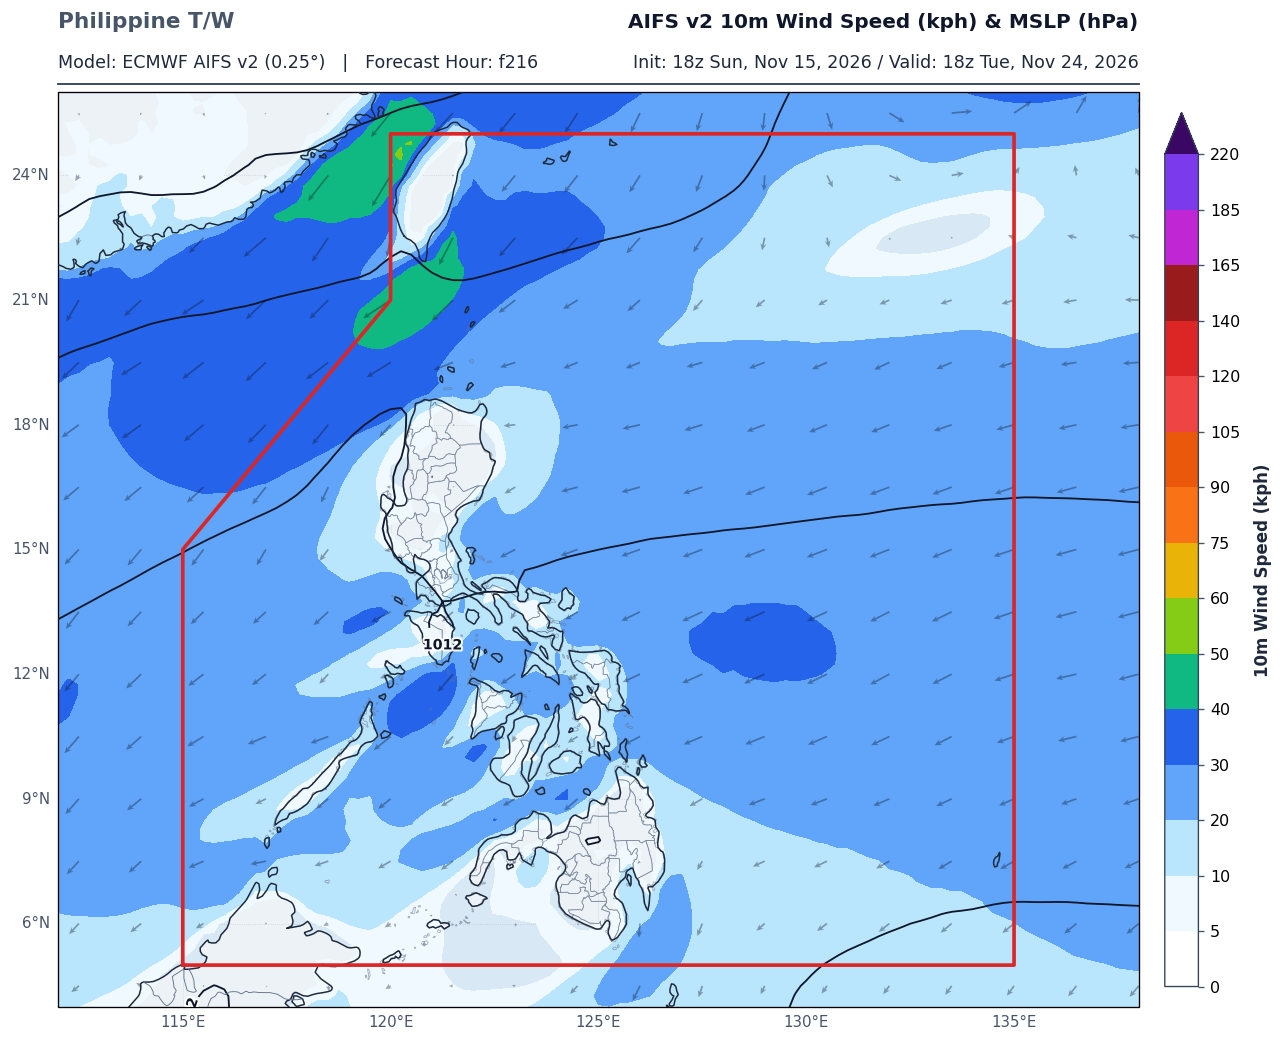 Philippine T/W
AIFS v2 10m Wind Speed (kph) & MSLP (hPa)
Model: ECMWF AIFS v2 (0.25°) | Forecast Hour: f216
Init: 18z Sun, Nov 15, 2026 / Valid: 18z Tue, Nov 24, 2026
24°N
21°N
18°N
15°N
12°N
9°N
6°N
1012
2
115°E
120°E
125°E
130°E
135°E
220
185
165
140
120
105
90
75
60
50
40
30
20
10
5
0
10m Wind Speed (kph)